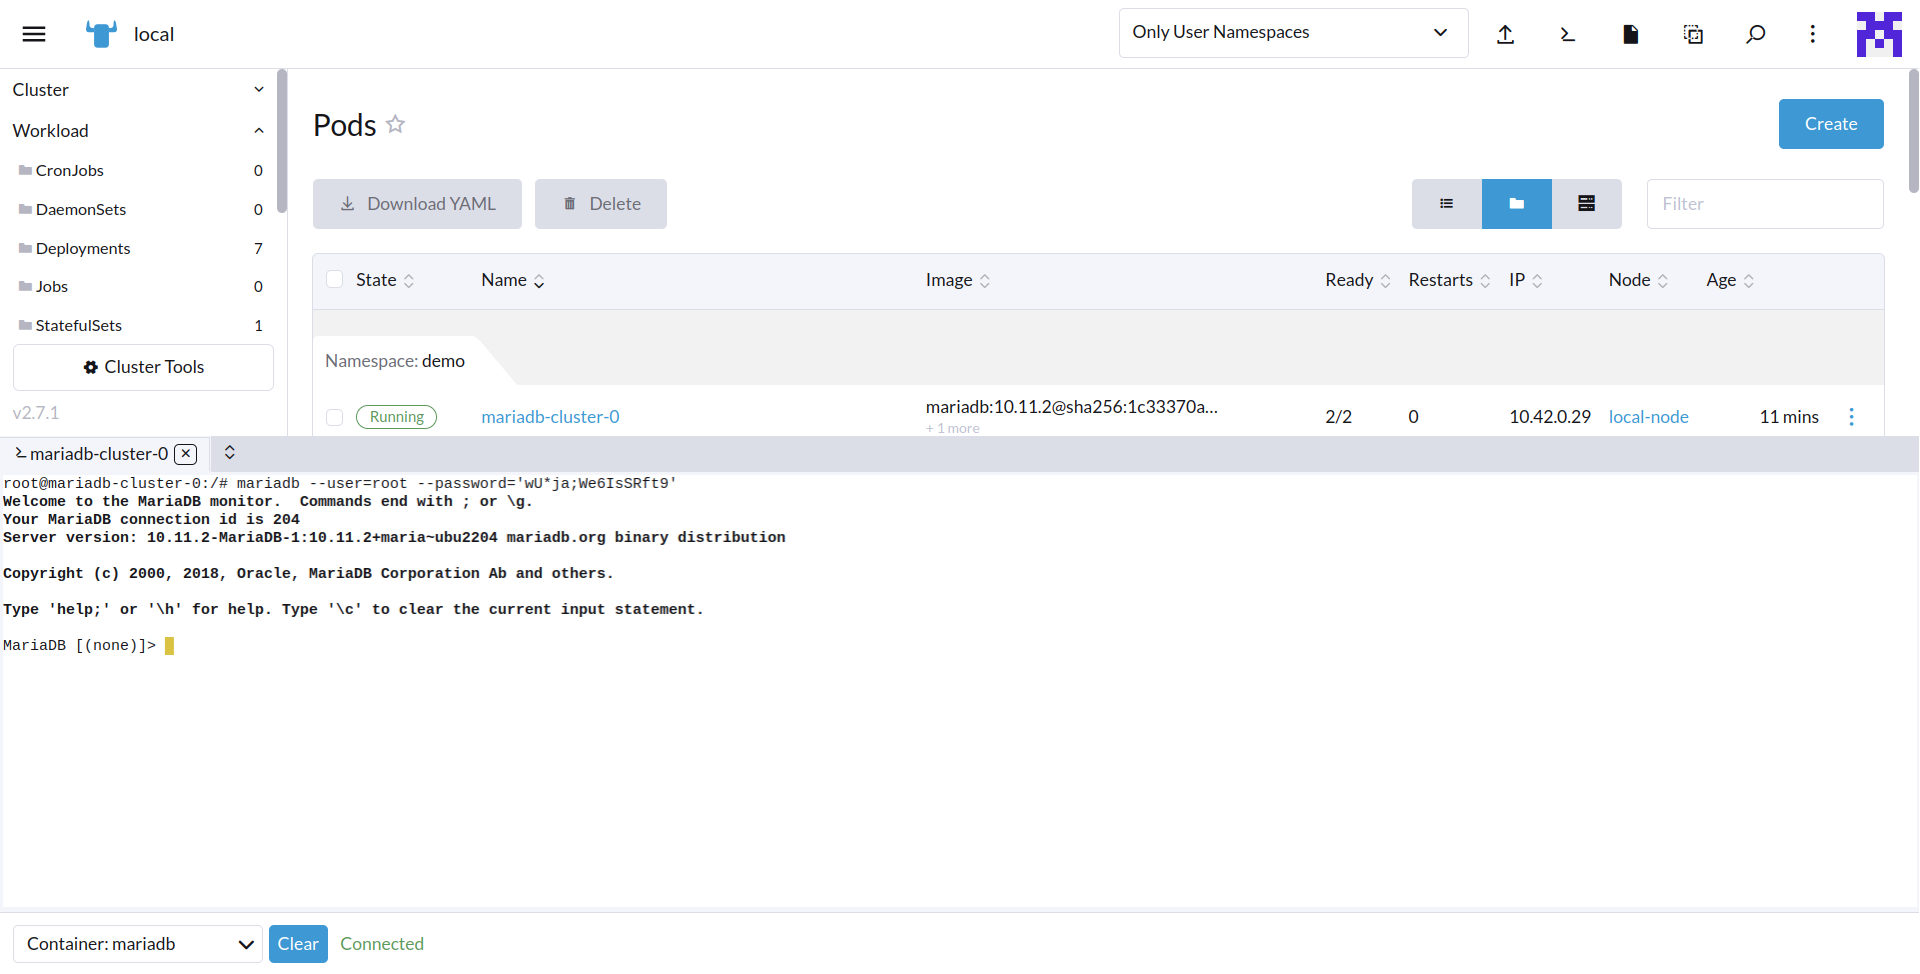 local
Only User Namespaces
Cluster
Workload
CronJobs 0
DaemonSets 0
Deployments 7
Jobs 0
StatefulSets 1
Cluster Tools
v2.7.1
Pods
Create
Download YAML
Delete
Filter
State Name Image Ready Restarts IP Node Age
Namespace: demo
Running mariadb-cluster-0 mariadb:10.11.2@sha256:1c33370a... 2/2 0 10.42.0.29 local-node 11 mins
+ 1 more
mariadb-cluster-0
root@mariadb-cluster-0:/# mariadb --user=root --password='wU*ja;We6IsSRft9'
Welcome to the MariaDB monitor.  Commands end with ; or \g.
Your MariaDB connection id is 204
Server version: 10.11.2-MariaDB-1:10.11.2+maria~ubu2204 mariadb.org binary distribution
Copyright (c) 2000, 2018, Oracle, MariaDB Corporation Ab and others.
Type 'help;' or '\h' for help. Type '\c' to clear the current input statement.
MariaDB [(none)]>
Container: mariadb
Clear
Connected